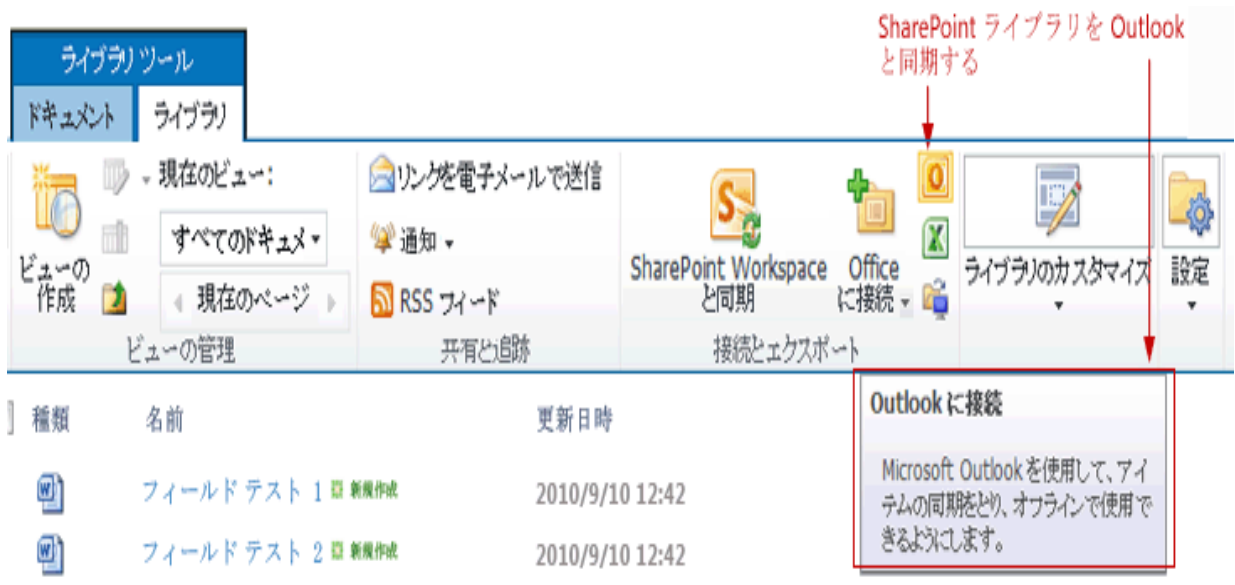 SharePoint ライブラリを Outlook
と同期する
ライブラリ ツール
ドキュメント ライブラリ
現在のビュー:
すべてのドキュメ
現在のページ
ビューの
作成
ビューの管理
リンクを電子メールで送信
通知
RSS フィード
共有と追跡
SharePoint Workspace
と同期
Office
に接続
接続とエクスポート
ライブラリのカスタマイズ
設定
種類 名前 更新日時
フィールド テスト 1 新規作成 2010/9/10 12:42
フィールド テスト 2 新規作成 2010/9/10 12:42
Outlook に接続
Microsoft Outlook を使用して、アイ
テムの同期をとり、オフラインで使用で
きるようにします。